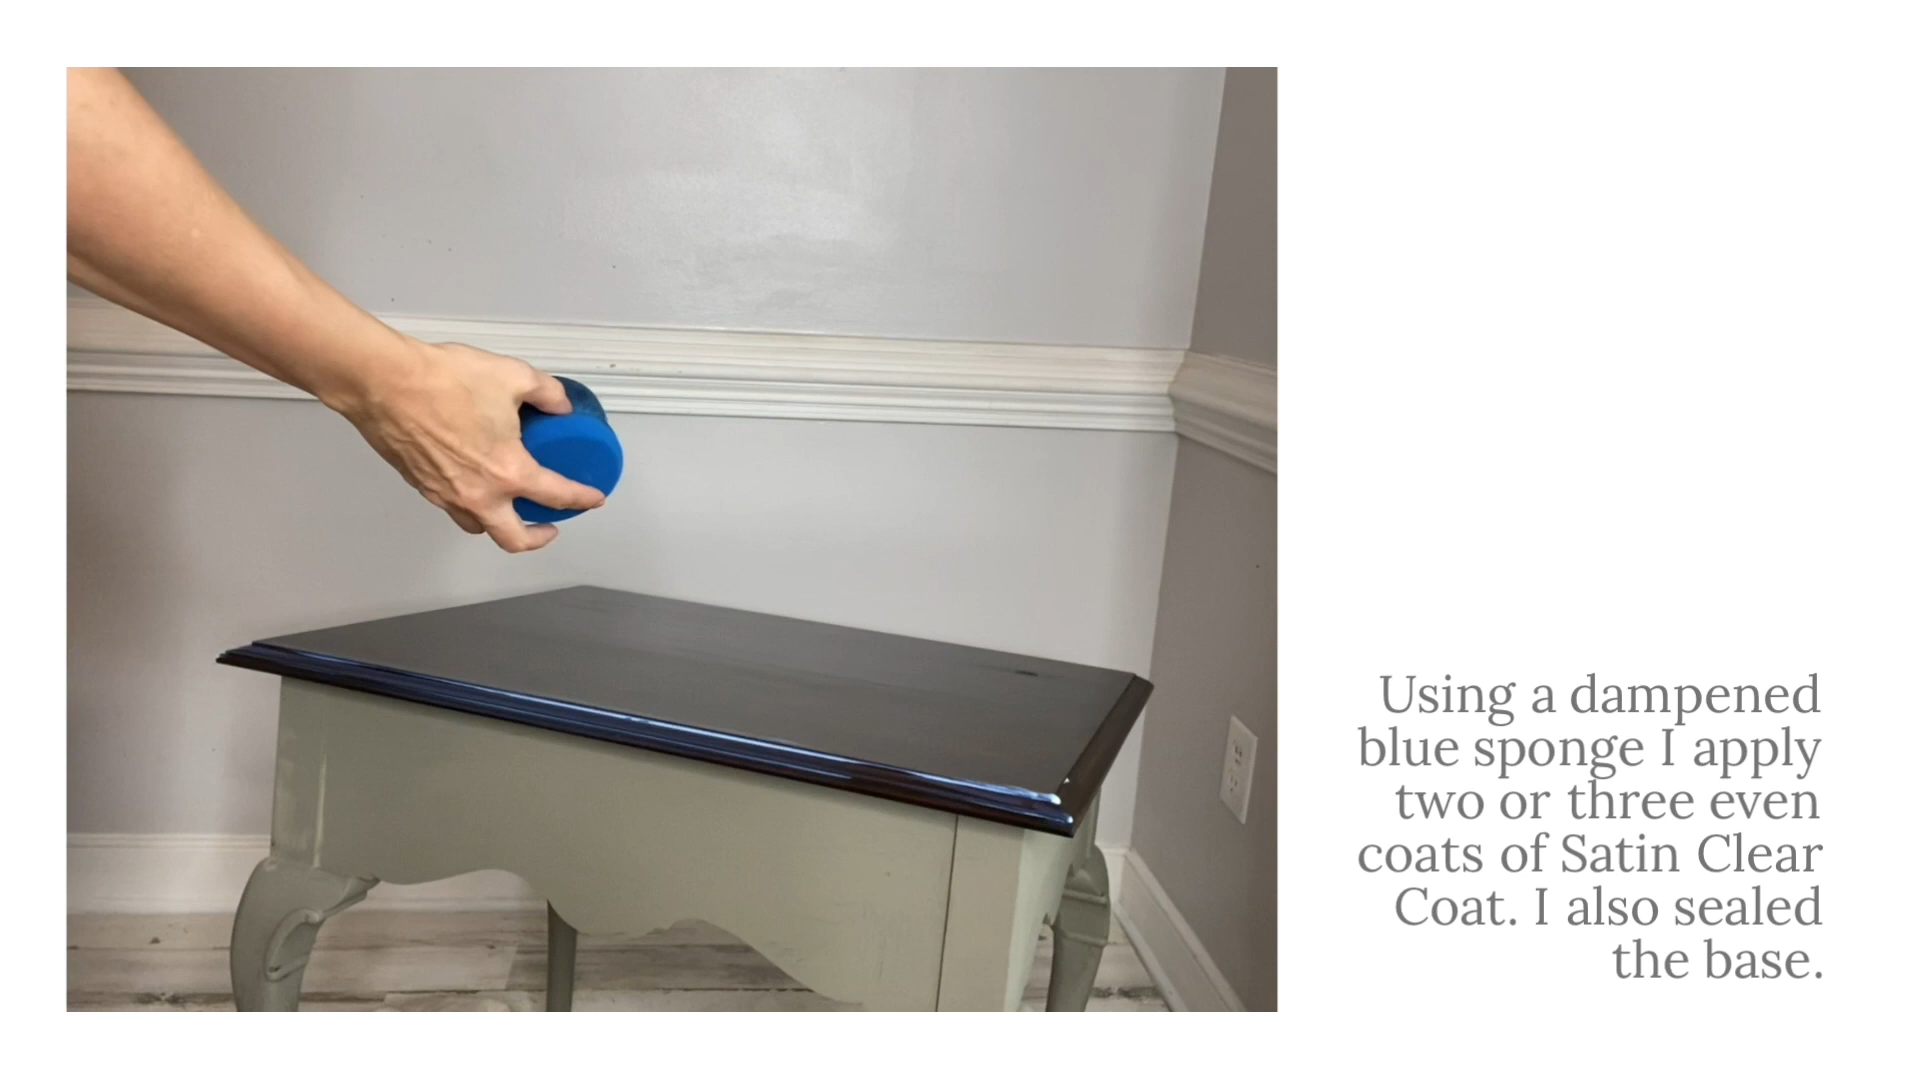 Using a dampened
blue sponge I apply
two or three even
coats of Satin Clear
Coat. I also sealed
the base.